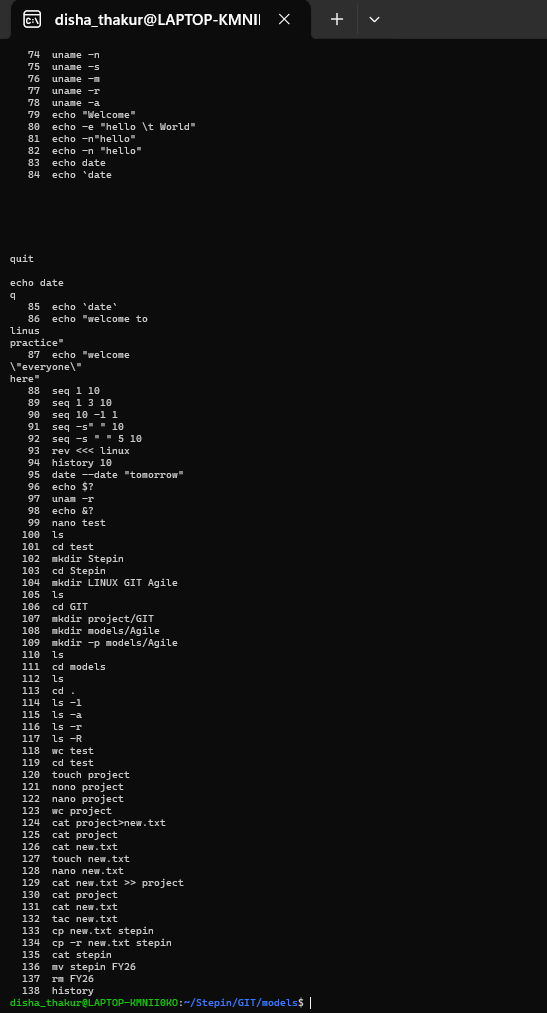 disha_thakur@LAPTOP-KMNII
74 uname -n
75 uname -s
76 uname -m
77 uname -r
78 uname -a
79 echo "Welcome"
80 echo -e "hello \t World"
81 echo -n"hello"
82 echo -n "hello"
83 echo date
84 echo `date
quit
echo date
q
85 echo `date`
86 echo "welcome to
linus
practice"
87 echo "welcome
\"everyone\"
here"
88 seq 1 10
89 seq 1 3 10
90 seq 10 -1 1
91 seq -s" " 10
92 seq -s " " 5 10
93 rev <<< linux
94 history 10
95 date --date "tomorrow"
96 echo $?
97 unam -r
98 echo &?
99 nano test
100 ls
101 cd test
102 mkdir Stepin
103 cd Stepin
104 mkdir LINUX GIT Agile
105 ls
106 cd GIT
107 mkdir project/GIT
108 mkdir models/Agile
109 mkdir -p models/Agile
110 ls
111 cd models
112 ls
113 cd .
114 ls -1
115 ls -a
116 ls -r
117 ls -R
118 wc test
119 cd test
120 touch project
121 nono project
122 nano project
123 wc project
124 cat project>new.txt
125 cat project
126 cat new.txt
127 touch new.txt
128 nano new.txt
129 cat new.txt >> project
130 cat project
131 cat new.txt
132 tac new.txt
133 cp new.txt stepin
134 cp -r new.txt stepin
135 cat stepin
136 mv stepin FY26
137 rm FY26
138 history
disha_thakur@LAPTOP-KMNII0KO:~/Stepin/GIT/models$